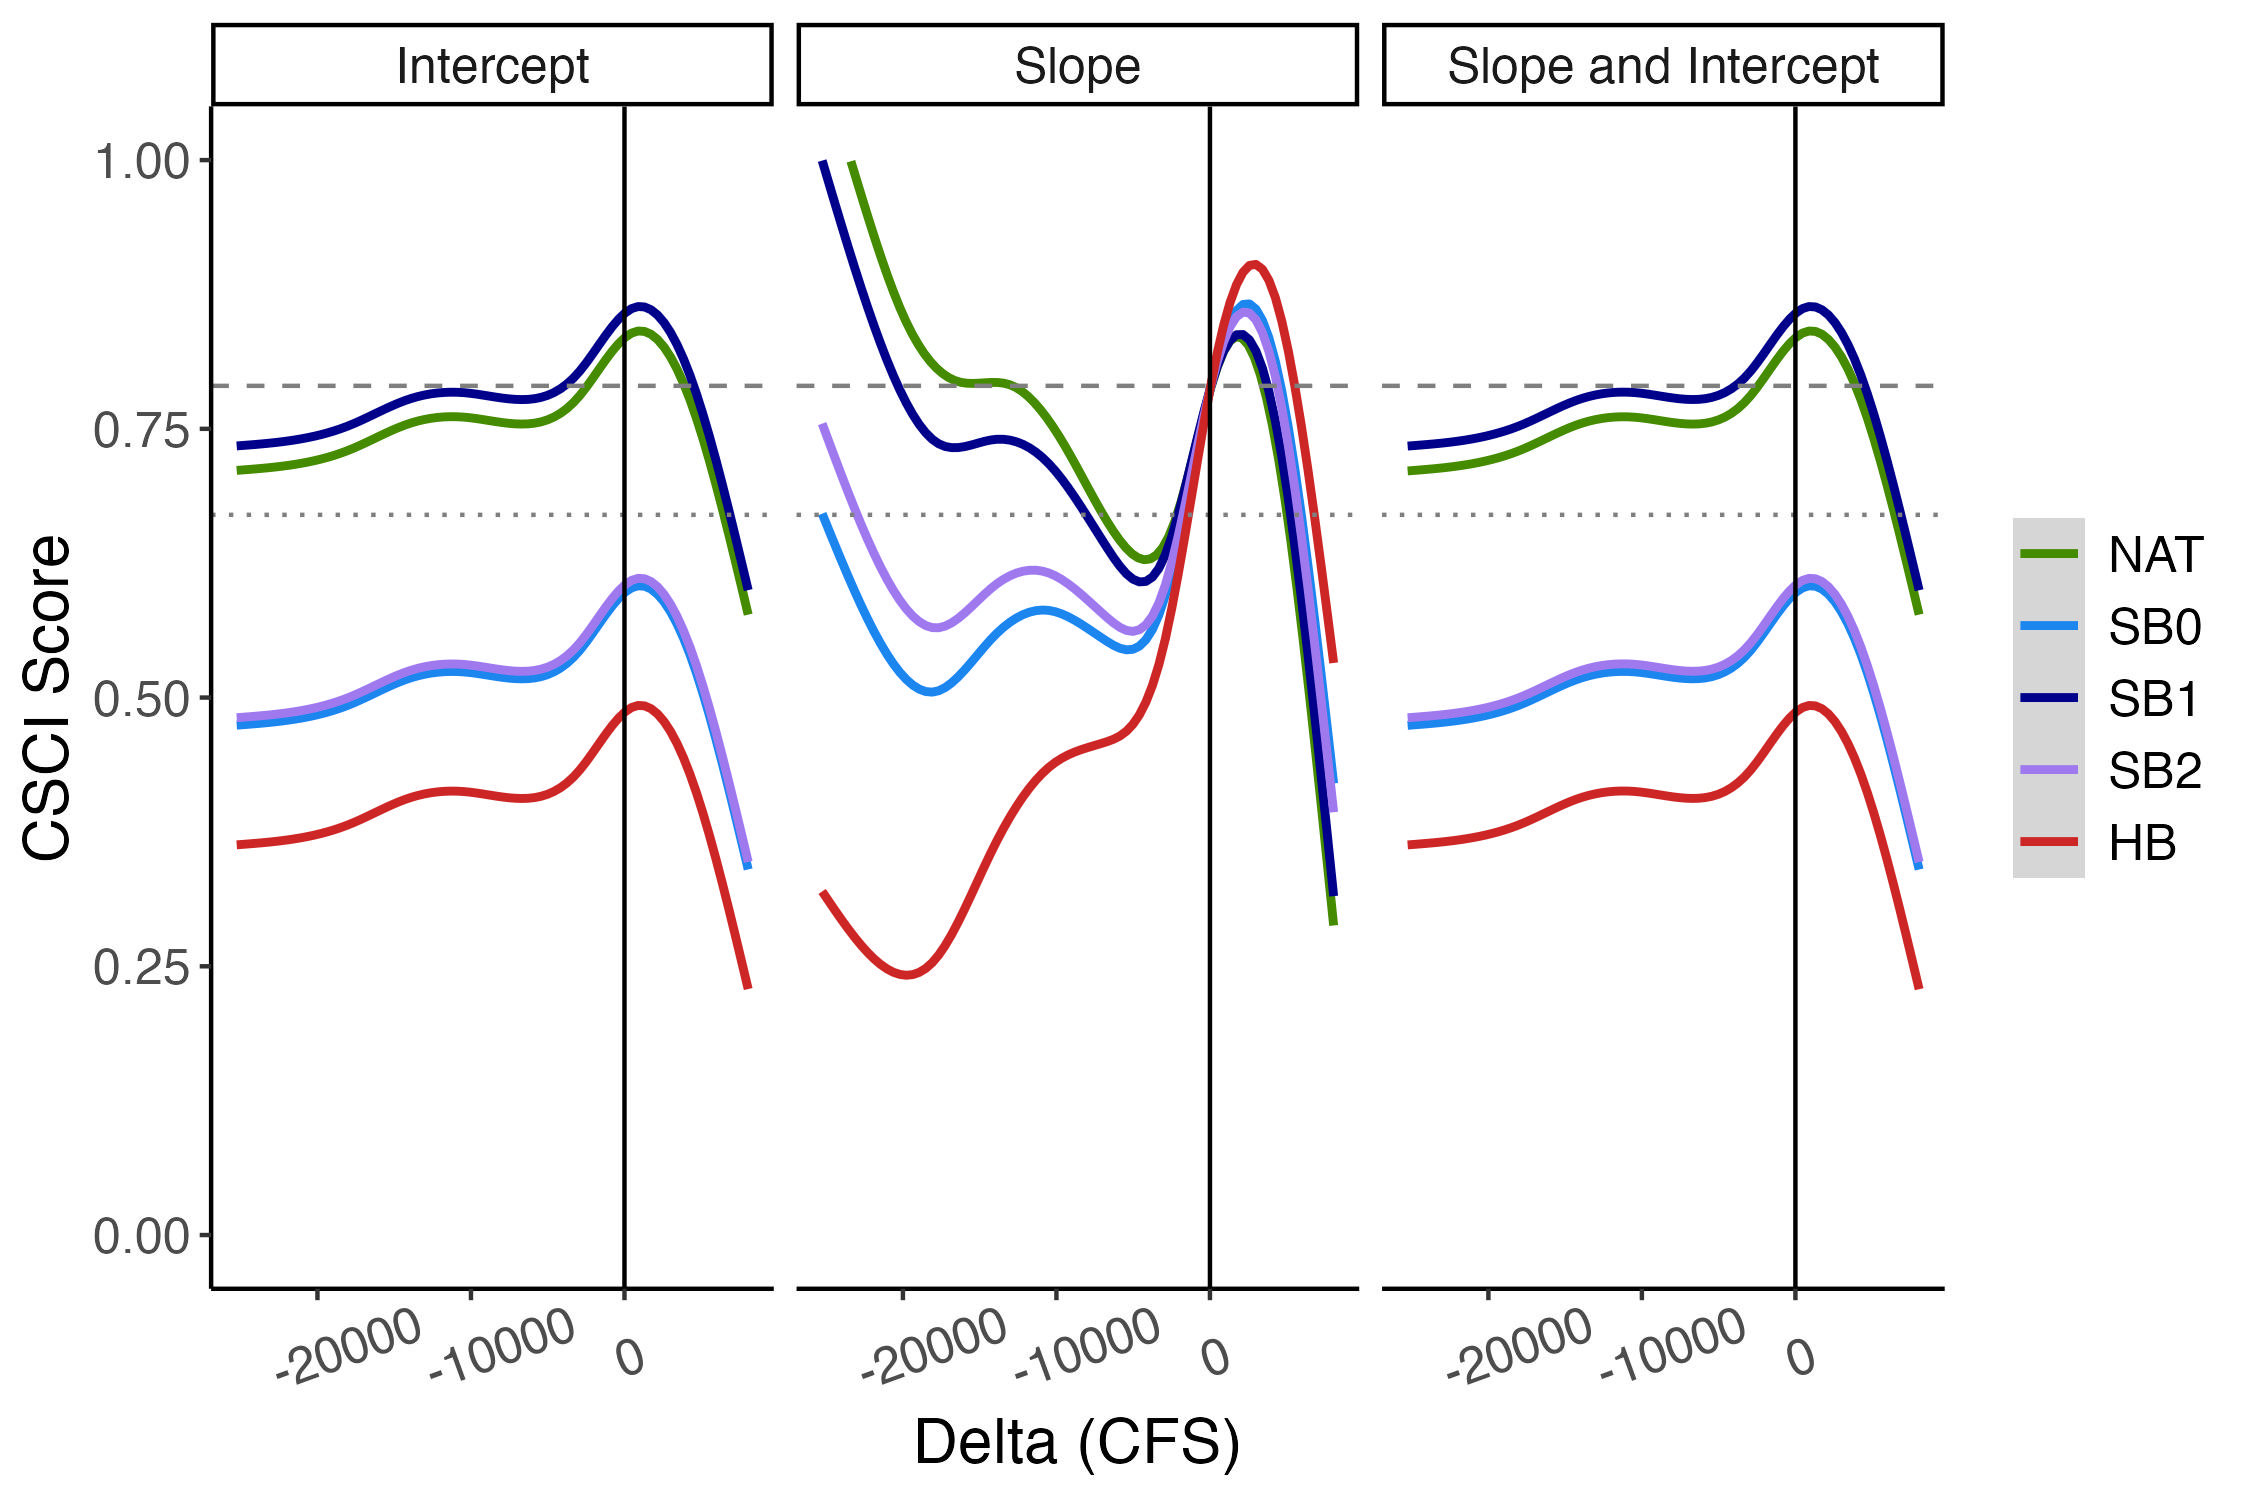 Intercept
Slope
Slope and Intercept
1.00
0.75
0.50
0.25
0.00
CSCI Score
-20000
-10000
0
-20000
-10000
0
-20000
-10000
0
Delta (CFS)
NAT
SB0
SB1
SB2
HB